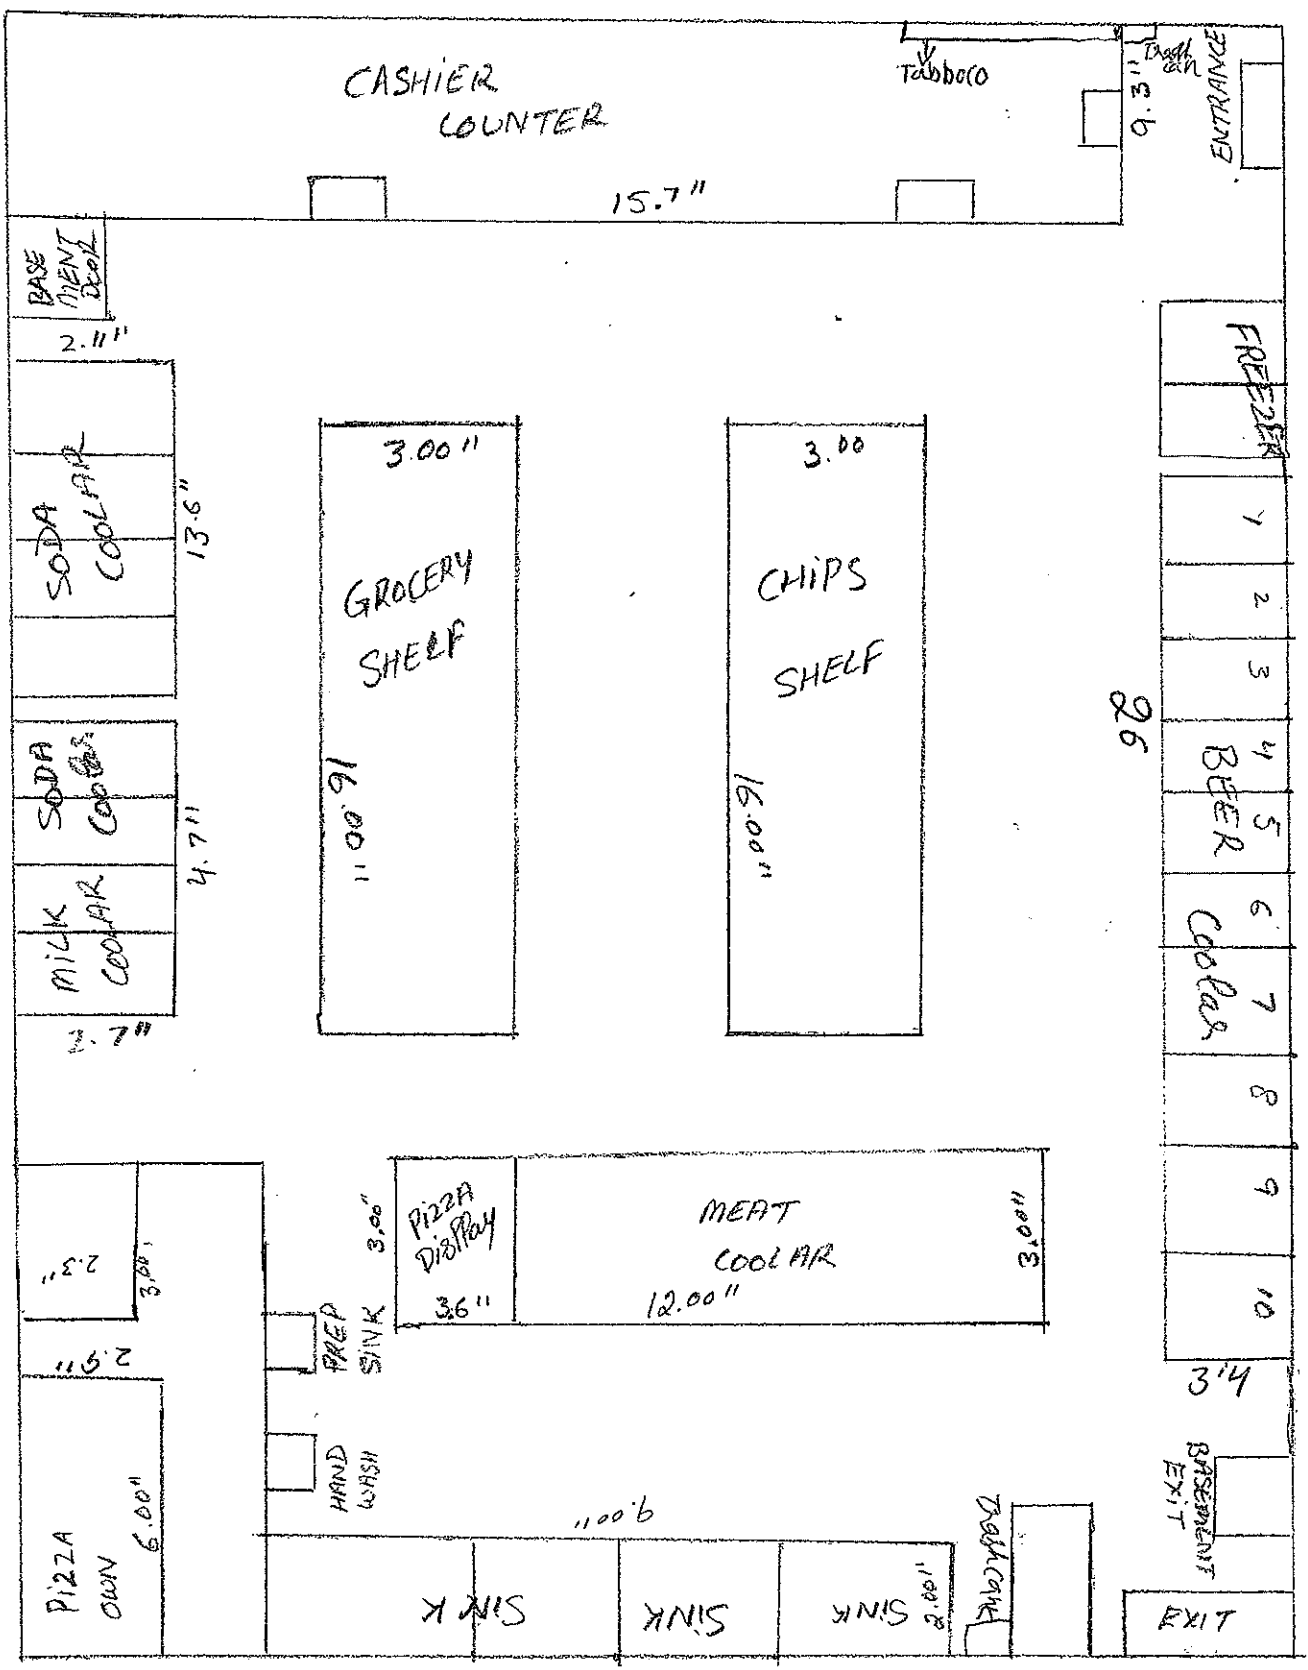 CASHIER
COUNTER
Tabboco
Trash
can
ENTRANCE
9.3"
15.7"
BASE
MENT
DooR
2.11"
FREEZER
SODA
COOLAR
13.6"
3.00"
GROCERY
SHELF
16.00"
3.00
CHiPS
SHELF
16.00"
26
1
2
3
4
5
6
7
8
9
10
BEER
Coolar
3'4
SODA
Coolar
4.7"
MiLK
COOLAR
2.7"
2.3"
3.00"
2.5"
PiZZA
OWN
6.00"
PREP
SiNK
HAND
WASH
3.00"
PiZZA
DiSPlay
3.6"
MEAT
COOLAR
12.00"
3.00"
9.00"
SiNK
SiNK
SiNK
2.00"
BASEMENT
EXiT
EXIT